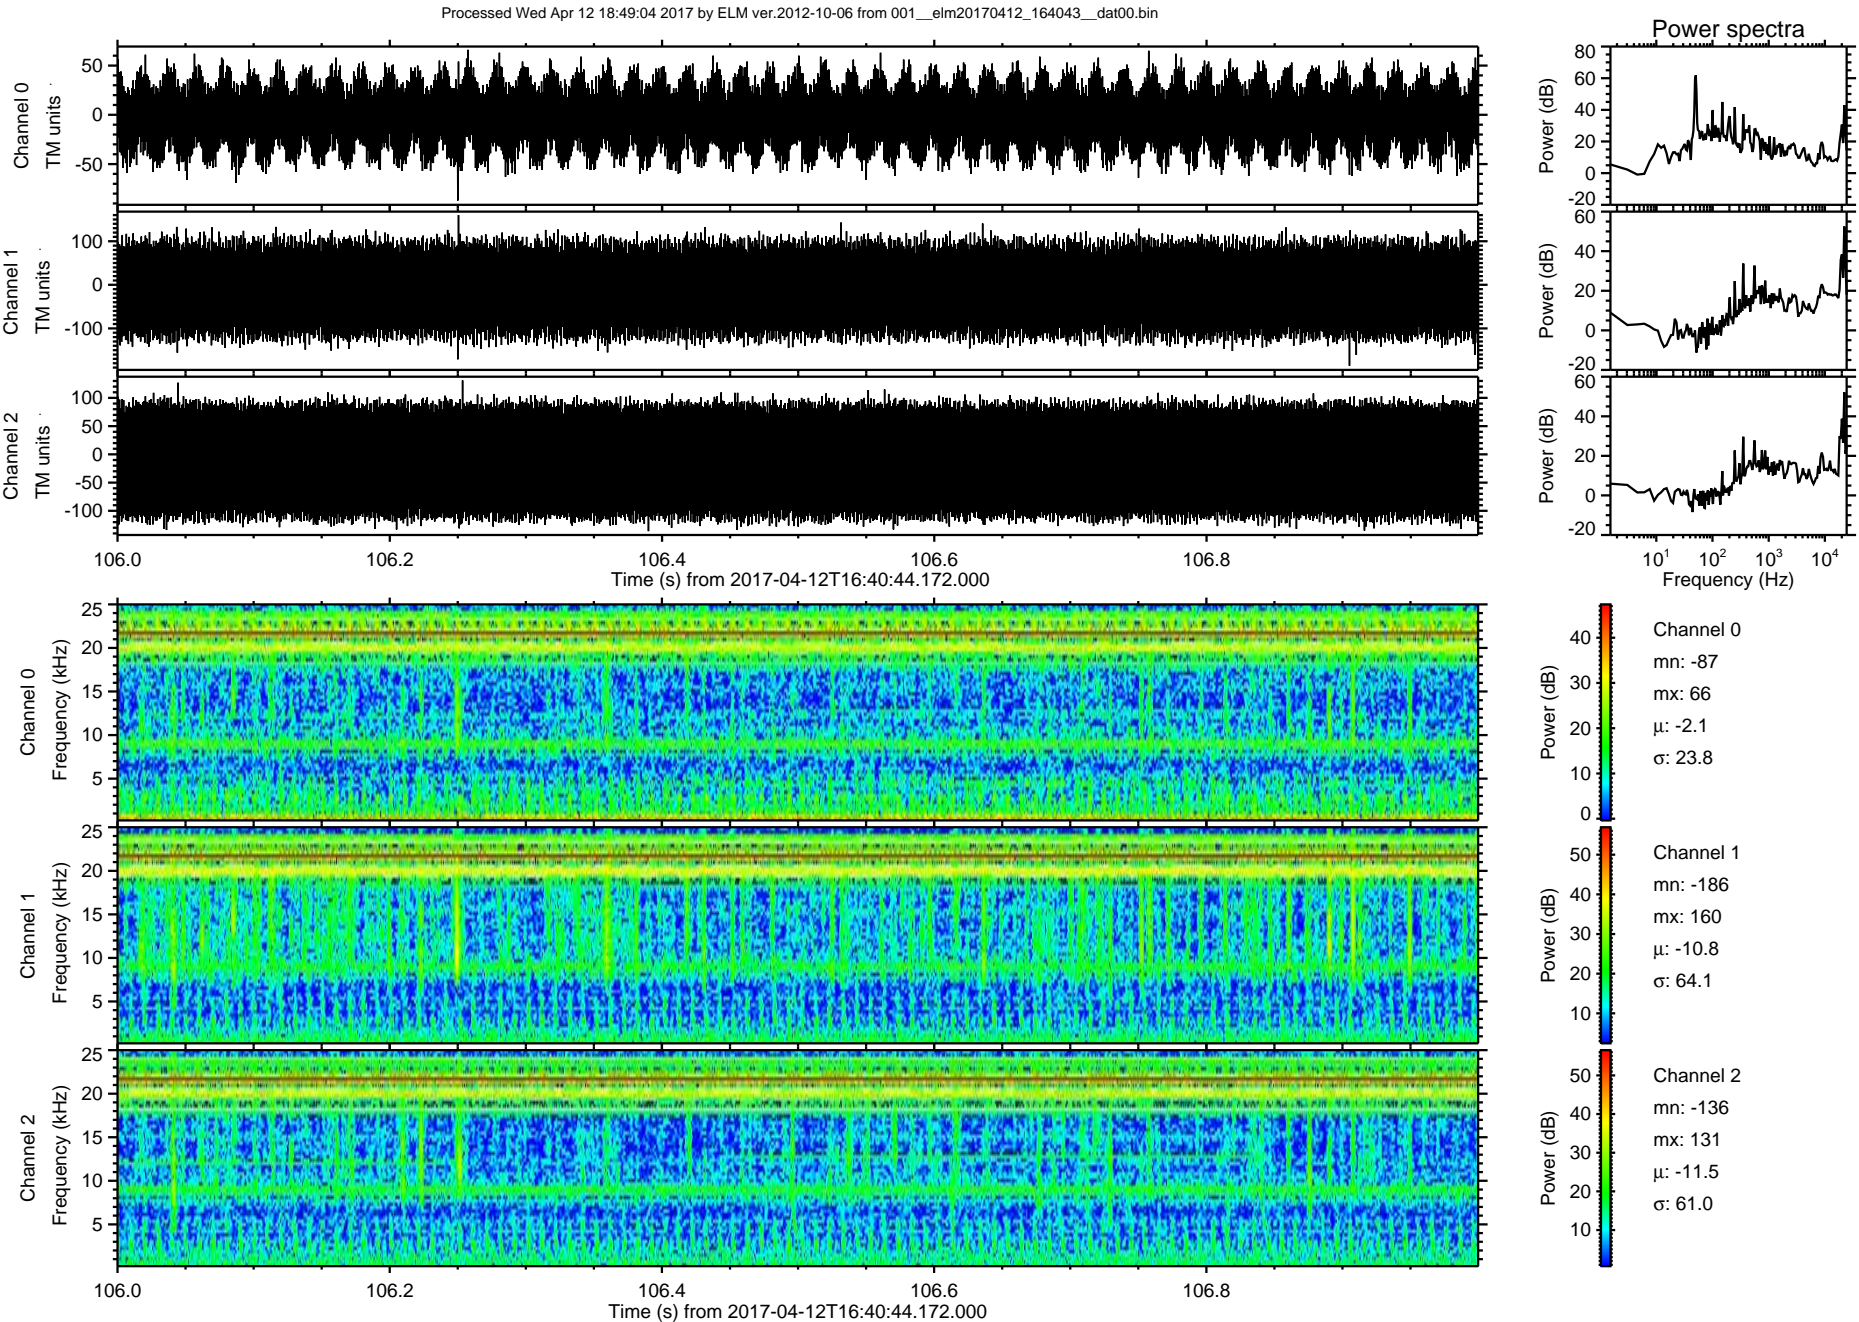 Processed Wed Apr 12 18:49:04 2017 by ELM ver.2012-10-06 from 001__elm20170412_164043__dat00.bin
Power spectra
Channel 0
TM units
50
0
-50
Power (dB)
80
60
40
20
0
-20
Channel 1
TM units
100
0
-100
Power (dB)
60
40
20
0
-20
Channel 2
TM units
100
50
0
-50
-100
Power (dB)
60
40
20
0
-20
106.0 106.2 106.4 106.6 106.8
Time (s) from 2017-04-12T16:40:44.172.000
10^1 10^2 10^3 10^4
Frequency (Hz)
Channel 0
Frequency (kHz)
25
20
15
10
5
Power (dB)
40
30
20
10
0
Channel 0
mn: -87
mx: 66
μ: -2.1
σ: 23.8
Channel 1
Frequency (kHz)
25
20
15
10
5
Power (dB)
50
40
30
20
10
Channel 1
mn: -186
mx: 160
μ: -10.8
σ: 64.1
Channel 2
Frequency (kHz)
25
20
15
10
5
Power (dB)
50
40
30
20
10
Channel 2
mn: -136
mx: 131
μ: -11.5
σ: 61.0
106.0 106.2 106.4 106.6 106.8
Time (s) from 2017-04-12T16:40:44.172.000